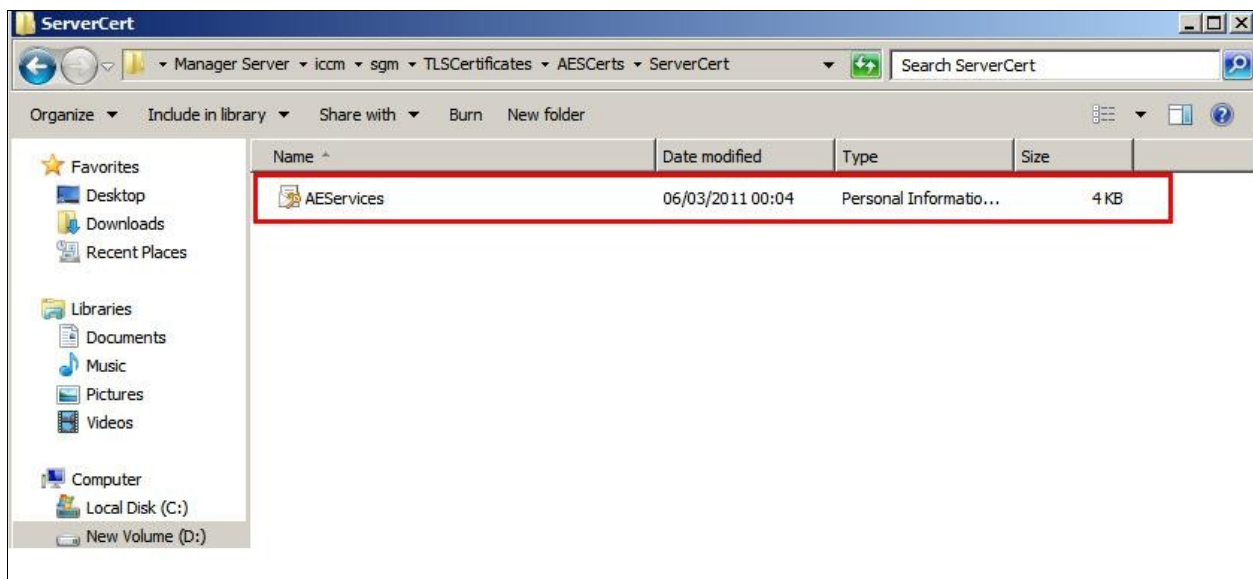 ServerCert
Manager Server iccm sgm TLSCertificates AESCerts ServerCert Search ServerCert
Organize Include in library Share with Burn New folder
Favorites
Desktop
Downloads
Recent Places
Libraries
Documents
Music
Pictures
Videos
Computer
Local Disk (C:)
New Volume (D:)
Name Date modified Type Size
AEServices 06/03/2011 00:04 Personal Informatio... 4 KB